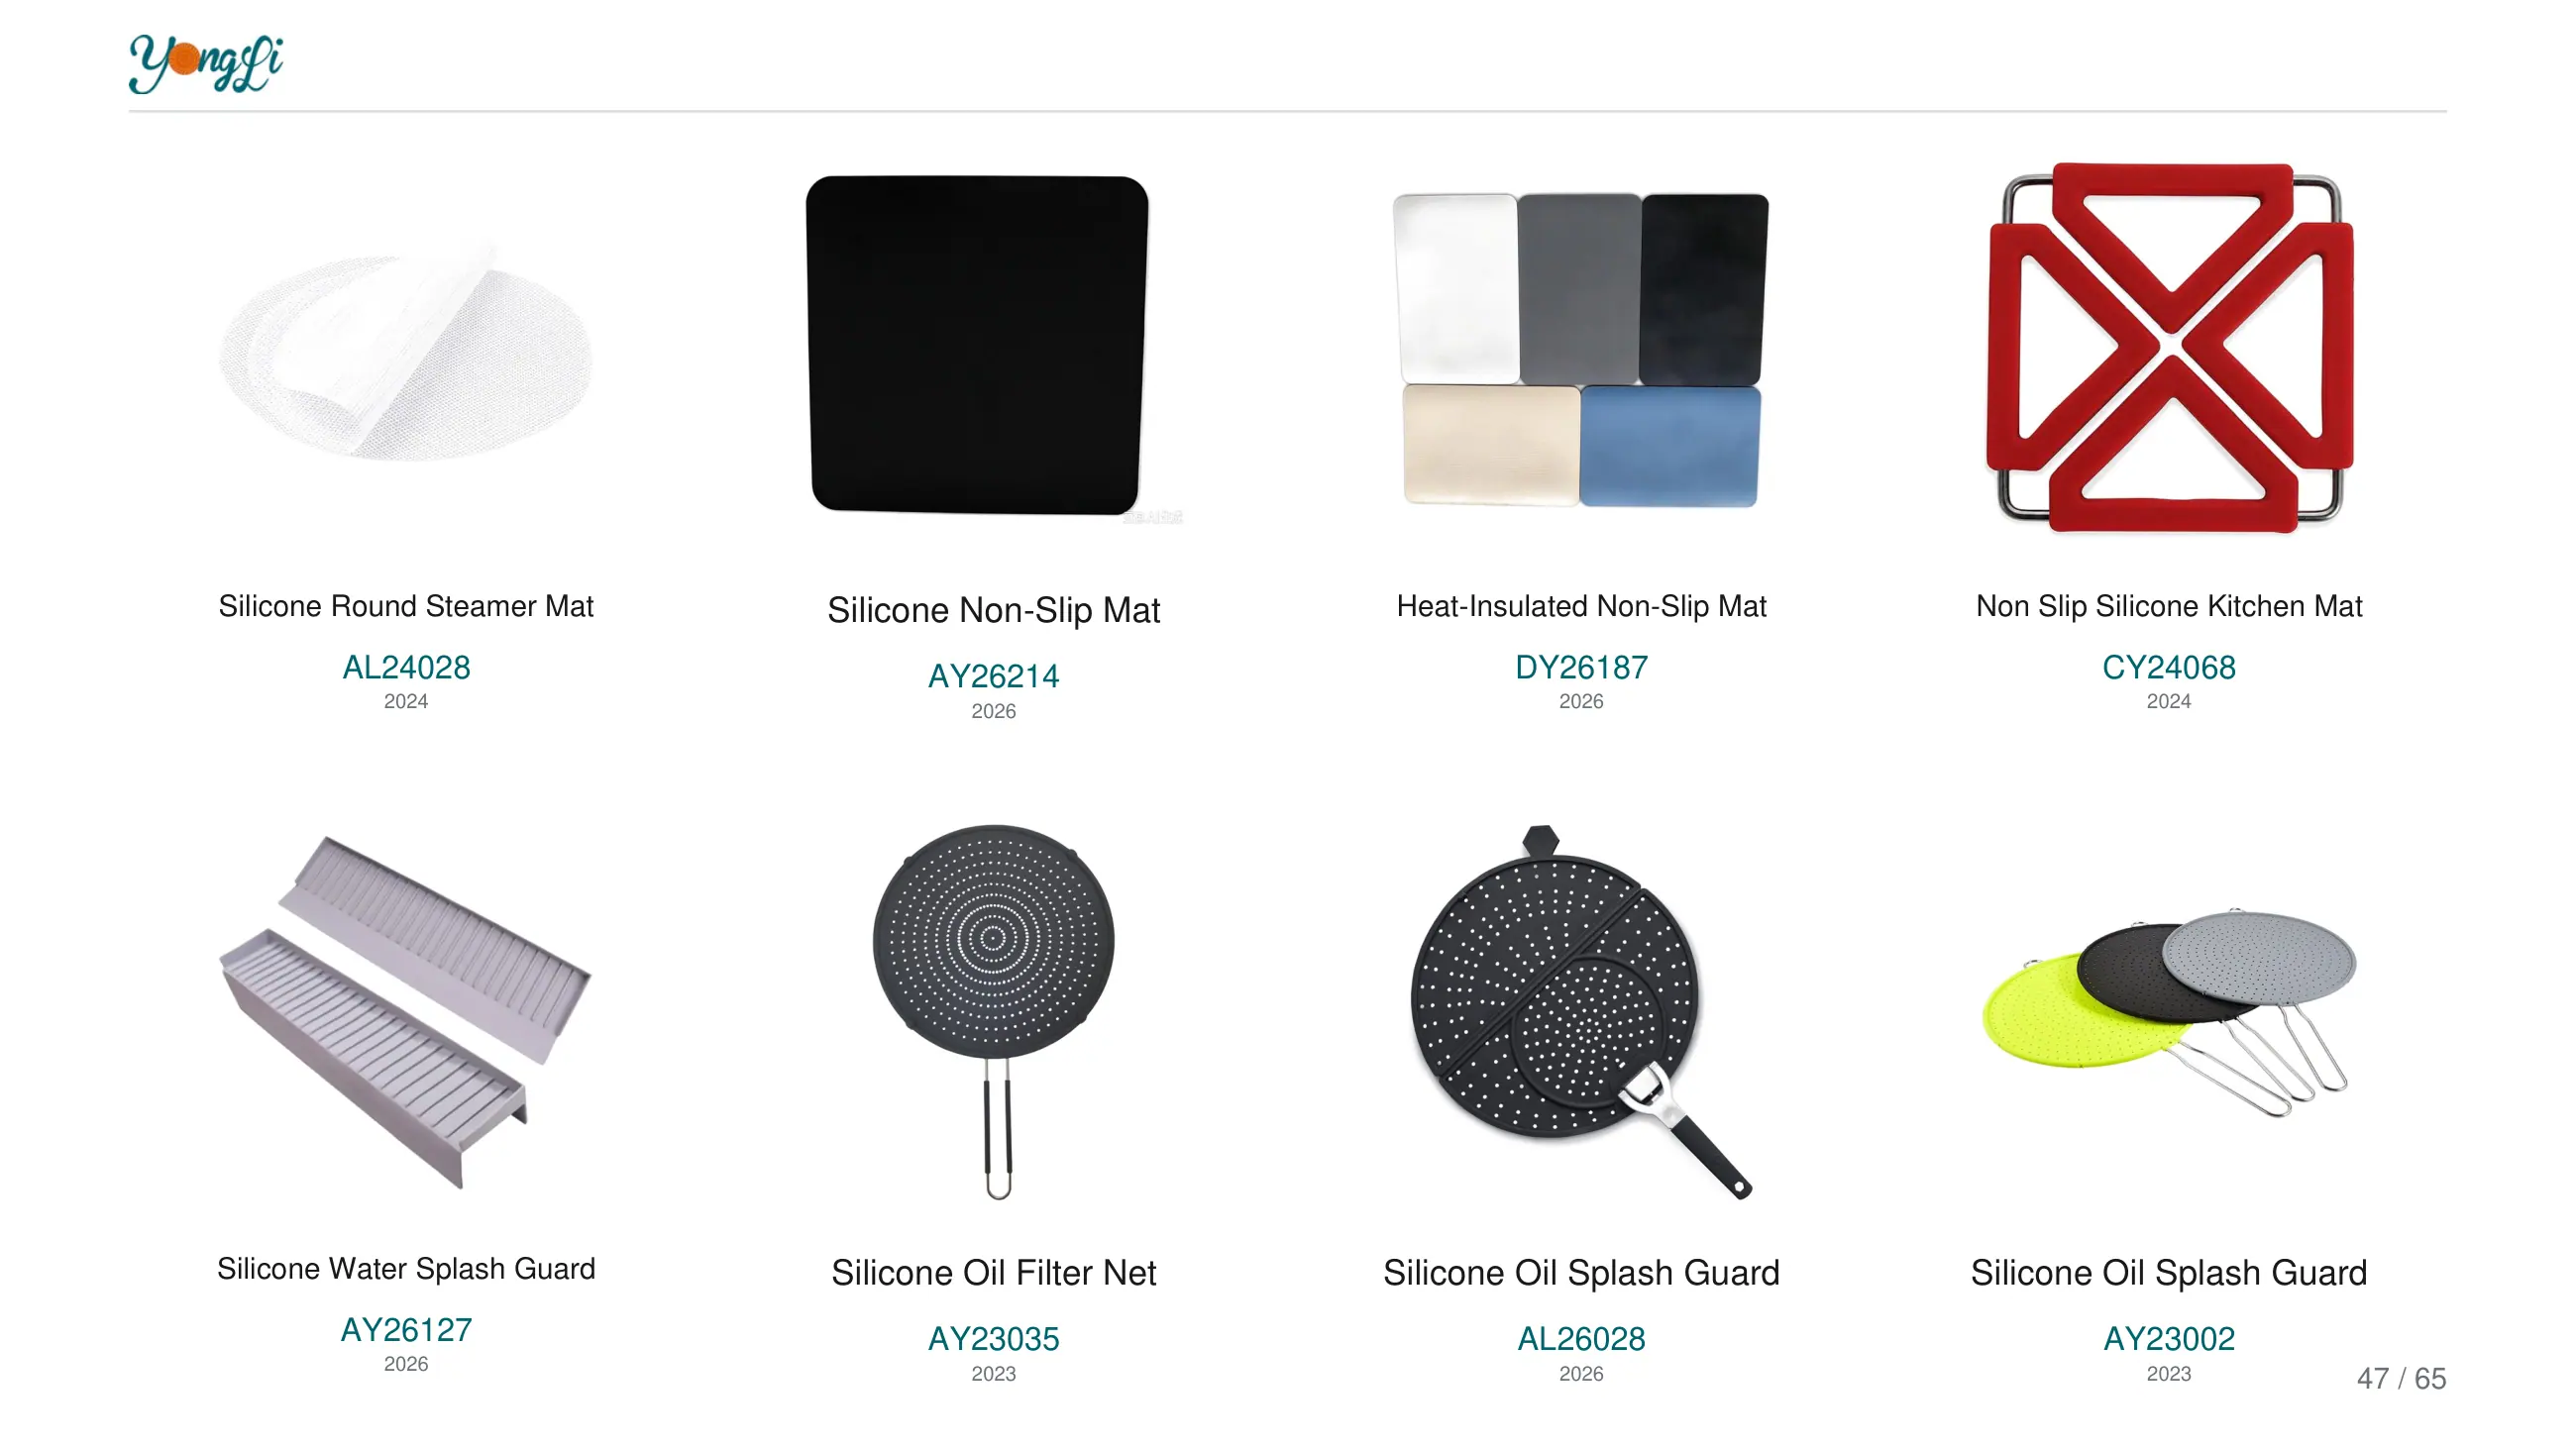 YongLi
Silicone Round Steamer Mat
AL24028
2024
Silicone Non-Slip Mat
AY26214
2026
Heat-Insulated Non-Slip Mat
DY26187
2026
Non Slip Silicone Kitchen Mat
CY24068
2024
Silicone Water Splash Guard
AY26127
2026
Silicone Oil Filter Net
AY23035
2023
Silicone Oil Splash Guard
AL26028
2026
Silicone Oil Splash Guard
AY23002
2023
47 / 65